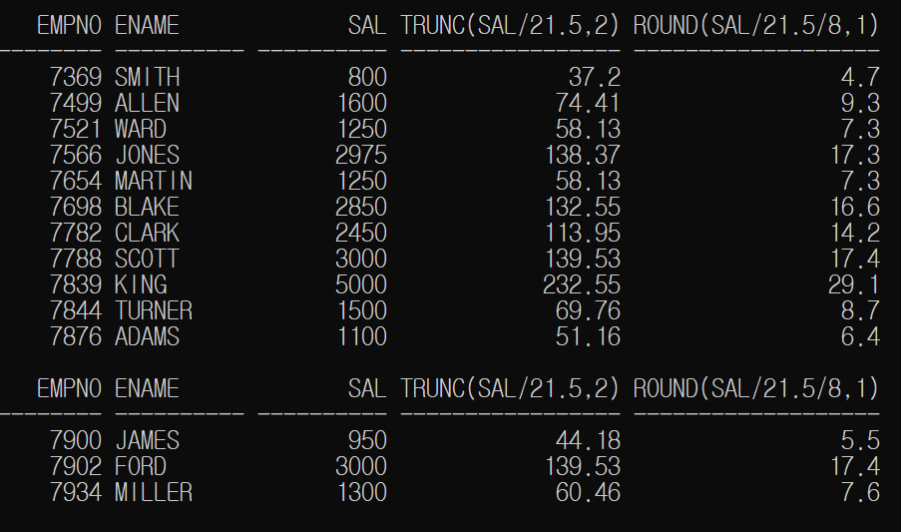 EMPNO ENAME SAL TRUNC(SAL/21.5,2) ROUND(SAL/21.5/8,1)
7369 SMITH 800 37.2 4.7
7499 ALLEN 1600 74.41 9.3
7521 WARD 1250 58.13 7.3
7566 JONES 2975 138.37 17.3
7654 MARTIN 1250 58.13 7.3
7698 BLAKE 2850 132.55 16.6
7782 CLARK 2450 113.95 14.2
7788 SCOTT 3000 139.53 17.4
7839 KING 5000 232.55 29.1
7844 TURNER 1500 69.76 8.7
7876 ADAMS 1100 51.16 6.4
EMPNO ENAME SAL TRUNC(SAL/21.5,2) ROUND(SAL/21.5/8,1)
7900 JAMES 950 44.18 5.5
7902 FORD 3000 139.53 17.4
7934 MILLER 1300 60.46 7.6